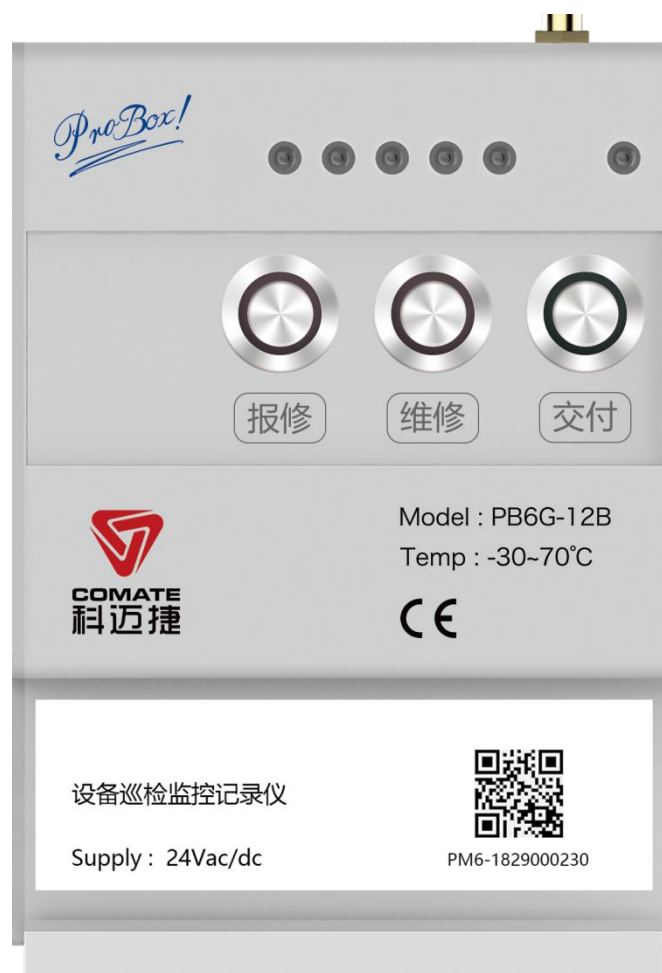 ProBox!
报修
维修
交付
Model : PB6G-12B
Temp : -30~70℃
COMATE
科迈捷
CE
设备巡检监控记录仪
Supply : 24Vac/dc
PM6-1829000230